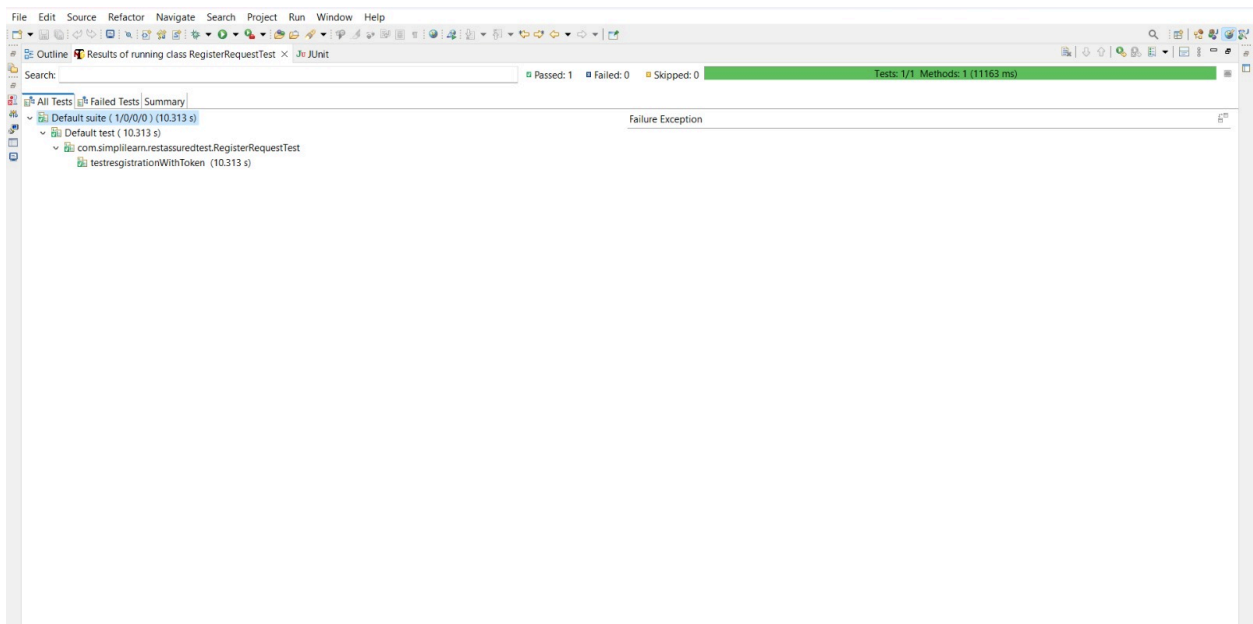 File Edit Source Refactor Navigate Search Project Run Window Help
Outline Results of running class RegisterRequestTest × Ju JUnit
Search: Passed: 1 Failed: 0 Skipped: 0 Tests: 1/1 Methods: 1 (11163 ms)
All Tests Failed Tests Summary
Default suite ( 1/0/0/0 ) (10.313 s) Failure Exception
Default test ( 10.313 s)
com.simplilearn.restassuredtest.RegisterRequestTest
testresgistrationWithToken (10.313 s)